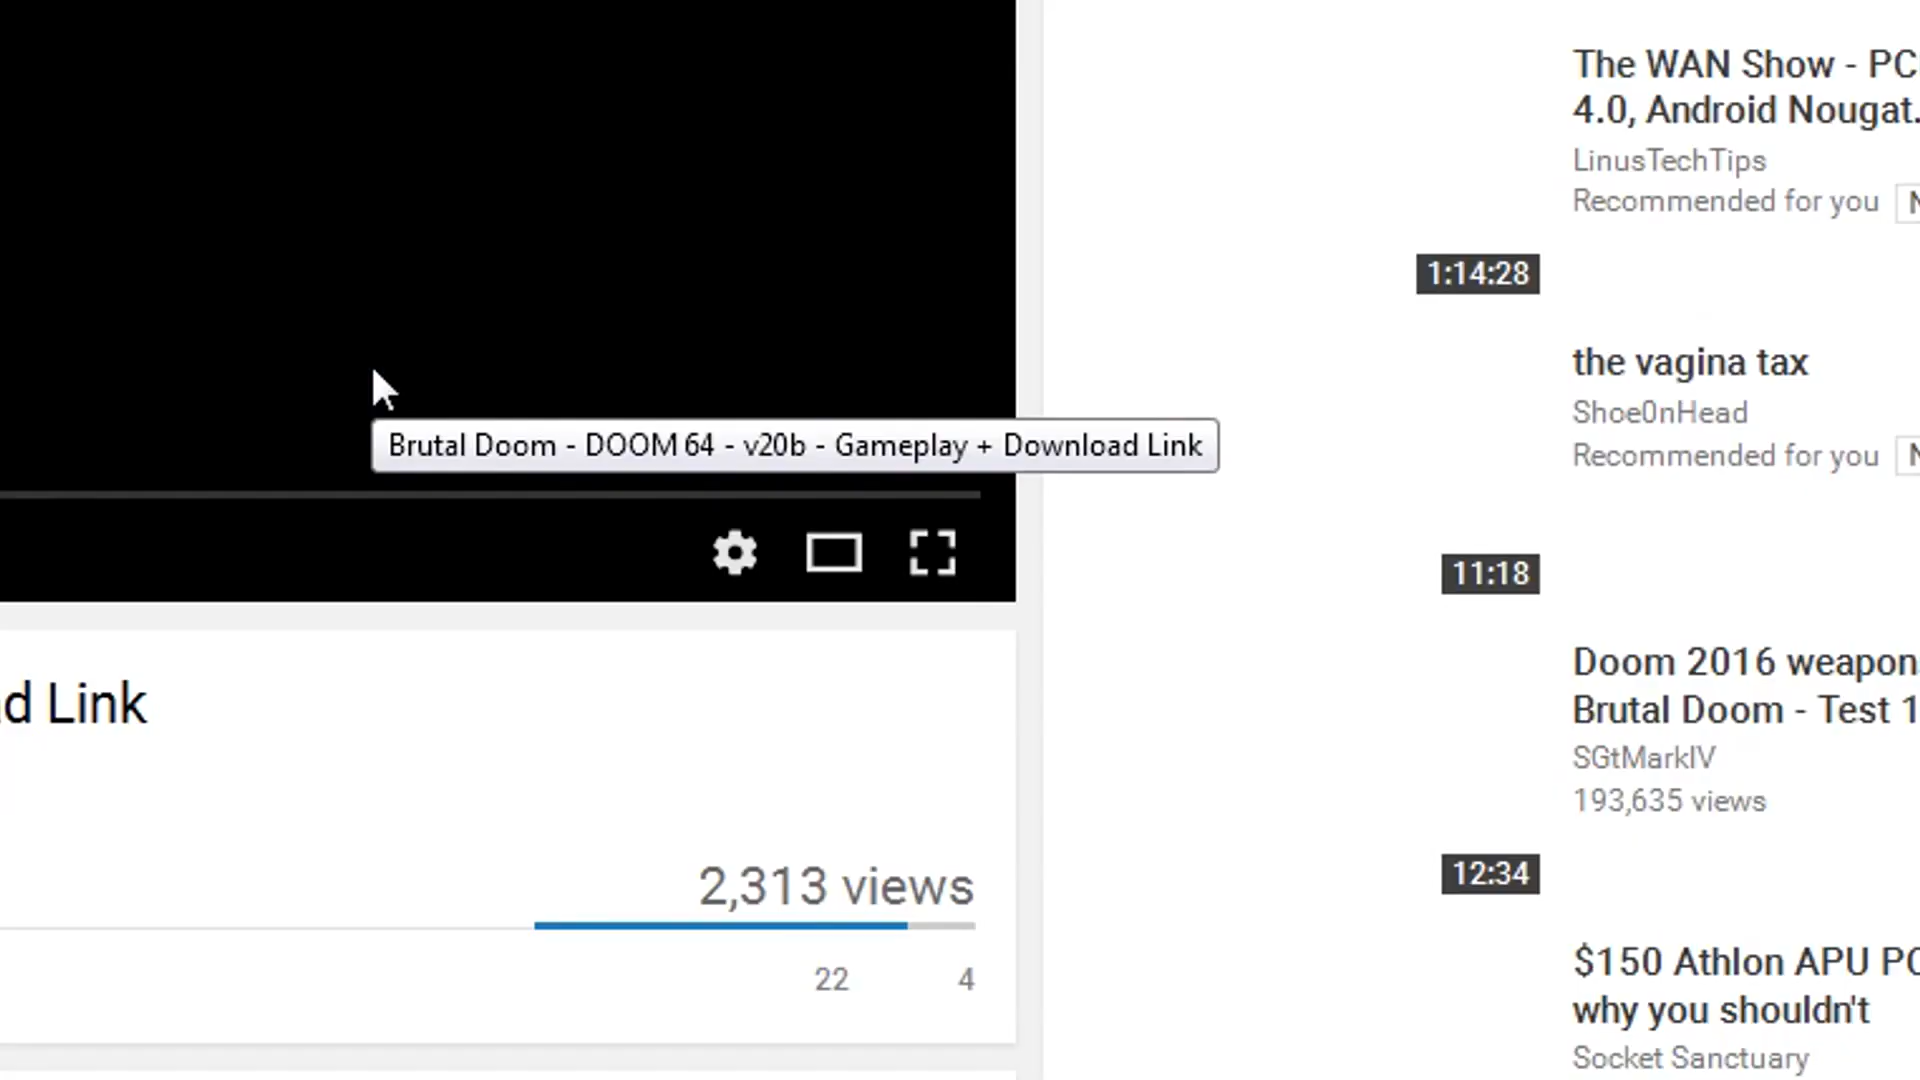 Brutal Doom - DOOM 64 - v20b - Gameplay + Download Link
ad Link
2,313 views
22
4
The WAN Show - PC
4.0, Android Nougat.
LinusTechTips
Recommended for you N
1:14:28
the vagina tax
Shoe0nHead
Recommended for you N
11:18
Doom 2016 weapons
Brutal Doom - Test 1
SGtMarkIV
193,635 views
12:34
$150 Athlon APU PC
why you shouldn't
Socket Sanctuary